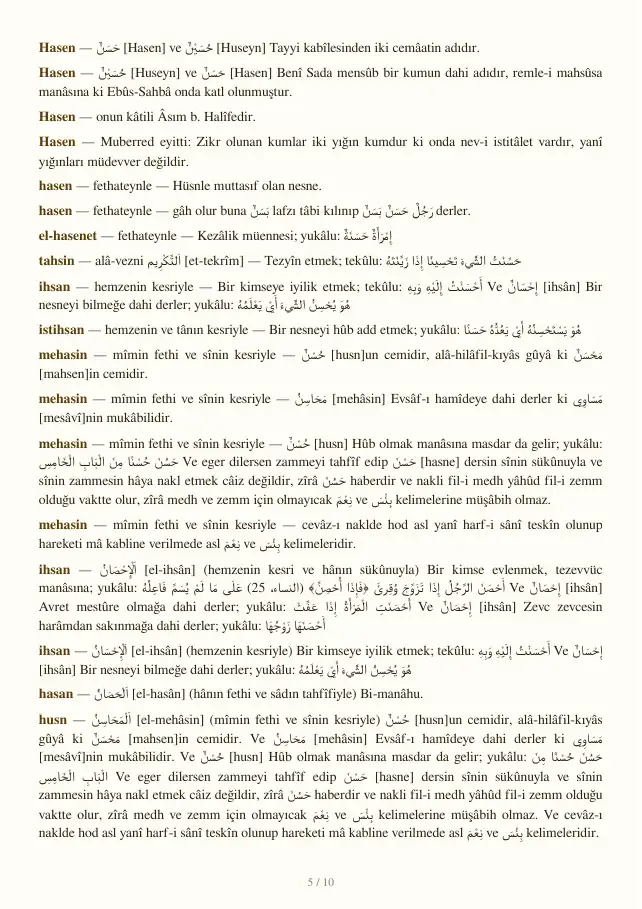 Hasen — حَسَنٌ [Hasen] ve حُسَيْنٌ [Huseyn] Tayyi kabîlesinden iki cemâatin adıdır.
Hasen — حُسَيْنٌ [Huseyn] ve حَسَنٌ [Hasen] Benî Sada mensûb bir kumun dahi adıdır, remle-i mahsûsa
manâsına ki Ebûs-Sahbâ onda katl olunmuştur.
Hasen — onun kâtili Âsım b. Halîfedir.
Hasen — Muberred eyitti: Zikr olunan kumlar iki yığın kumdur ki onda nev-i istitâlet vardır, yanî
yığınları müdevver değildir.
hasen — fethateynle — Hüsnle muttasıf olan nesne.
hasen — fethateynle — gâh olur buna بَسَنٌ lafzı tâbi kılınıp رَجُلٌ حَسَنٌ بَسَنٌ derler.
el-hasenet — fethateynle — Kezâlik müennesi; yukâlu: إِمْرَأَةٌ حَسَنَةٌ
tahsin — alâ-vezni اَلتَّكْرِيم [et-tekrîm] — Tezyîn etmek; tekûlu: حَسَّنْتُ الشَّيْءَ تَحْسِينًا إِذَا زَيَّنْتَهُ
ihsan — hemzenin kesriyle — Bir kimseye iyilik etmek; tekûlu: أَحْسَنْتُ إِلَيْهِ وَبِهِ Ve إِحْسَانٌ [ihsân] Bir
nesneyi bilmeğe dahi derler; yukâlu: هُوَ يُحْسِنُ الشَّيْءَ أَيْ يَعْلَمُهُ
istihsan — hemzenin ve tânın kesriyle — Bir nesneyi hûb add etmek; yukâlu: هُوَ يَسْتَحْسِنُهُ أَيْ يَعُدُّهُ حَسَنًا
mehasin — mîmin fethi ve sînin kesriyle — حُسْنٌ [husn]un cemidir, alâ-hilâfil-kıyâs gûyâ ki مَحْسَنٌ
[mahsen]in cemidir.
mehasin — mîmin fethi ve sînin kesriyle — مَحَاسِنُ [mehâsin] Evsâf-ı hamîdeye dahi derler ki مَسَاوِي
[mesâvî]nin mukâbilidir.
mehasin — mîmin fethi ve sînin kesriyle — حُسْنٌ [husn] Hûb olmak manâsına masdar da gelir; yukâlu:
حَسُنَ حُسْنًا مِنَ الْبَابِ الْخَامِسِ Ve eger dilersen zammeyi tahfîf edip حَسْنَ [hasne] dersin sînin sükûnuyla ve
sînin zammesin hâya nakl etmek câiz değildir, zîrâ حَسْنَ haberdir ve nakli fil-i medh yâhûd fil-i zemm
olduğu vaktte olur, zîrâ medh ve zemm için olmayıcak نِعْمَ ve بِئْسَ kelimelerine müşâbih olmaz.
mehasin — mîmin fethi ve sînin kesriyle — cevâz-ı naklde hod asl yanî harf-i sânî teskîn olunup
hareketi mâ kabline verilmede asl نِعْمَ ve بِئْسَ kelimeleridir.
ihsan — اَلْإِحْصَانُ [el-ihsân] (hemzenin kesri ve hânın sükûnuyla) Bir kimse evlenmek, tezevvüc
manâsına; yukâlu: أَحْصَنَ الرَّجُلُ إِذَا تَزَوَّجَ وَقُرِئَ ﴿فَإِذَا أُحْصِنَّ﴾ (النساء، 25) عَلَى مَا لَمْ يُسَمَّ فَاعِلُهُ Ve إِحْصَانٌ [ihsân]
Avret mestûre olmağa dahi derler; yukâlu: أَحْصَنَتِ الْمَرْأَةُ إِذَا عَفَّتْ Ve إِحْصَانٌ [ihsân] Zevc zevcesin
harâmdan sakınmağa dahi derler; yukâlu: أَحْصَنَهَا زَوْجُهَا
ihsan — اَلْإِحْسَانُ [el-ihsân] (hemzenin kesriyle) Bir kimseye iyilik etmek; tekûlu: أَحْسَنْتُ إِلَيْهِ وَبِهِ Ve إِحْسَانٌ
[ihsân] Bir nesneyi bilmeğe dahi derler; yukâlu: هُوَ يُحْسِنُ الشَّيْءَ أَيْ يَعْلَمُهُ
hasan — اَلْحَصَانُ [el-hasân] (hânın fethi ve sâdın tahfîfiyle) Bi-manâhu.
husn — اَلْمَحَاسِنُ [el-mehâsin] (mîmin fethi ve sînin kesriyle) حُسْنٌ [husn]un cemidir, alâ-hilâfil-kıyâs
gûyâ ki مَحْسَنٌ [mahsen]in cemidir. Ve مَحَاسِنُ [mehâsin] Evsâf-ı hamîdeye dahi derler ki مَسَاوِي
[mesâvî]nin mukâbilidir. Ve حُسْنٌ [husn] Hûb olmak manâsına masdar da gelir; yukâlu: حَسُنَ حُسْنًا مِنَ
الْبَابِ الْخَامِسِ Ve eger dilersen zammeyi tahfîf edip حَسْنَ [hasne] dersin sînin sükûnuyla ve sînin
zammesin hâya nakl etmek câiz değildir, zîrâ حَسْنَ haberdir ve nakli fil-i medh yâhûd fil-i zemm olduğu
vaktte olur, zîrâ medh ve zemm için olmayıcak نِعْمَ ve بِئْسَ kelimelerine müşâbih olmaz. Ve cevâz-ı
naklde hod asl yanî harf-i sânî teskîn olunup hareketi mâ kabline verilmede asl نِعْمَ ve بِئْسَ kelimeleridir.
5 / 10